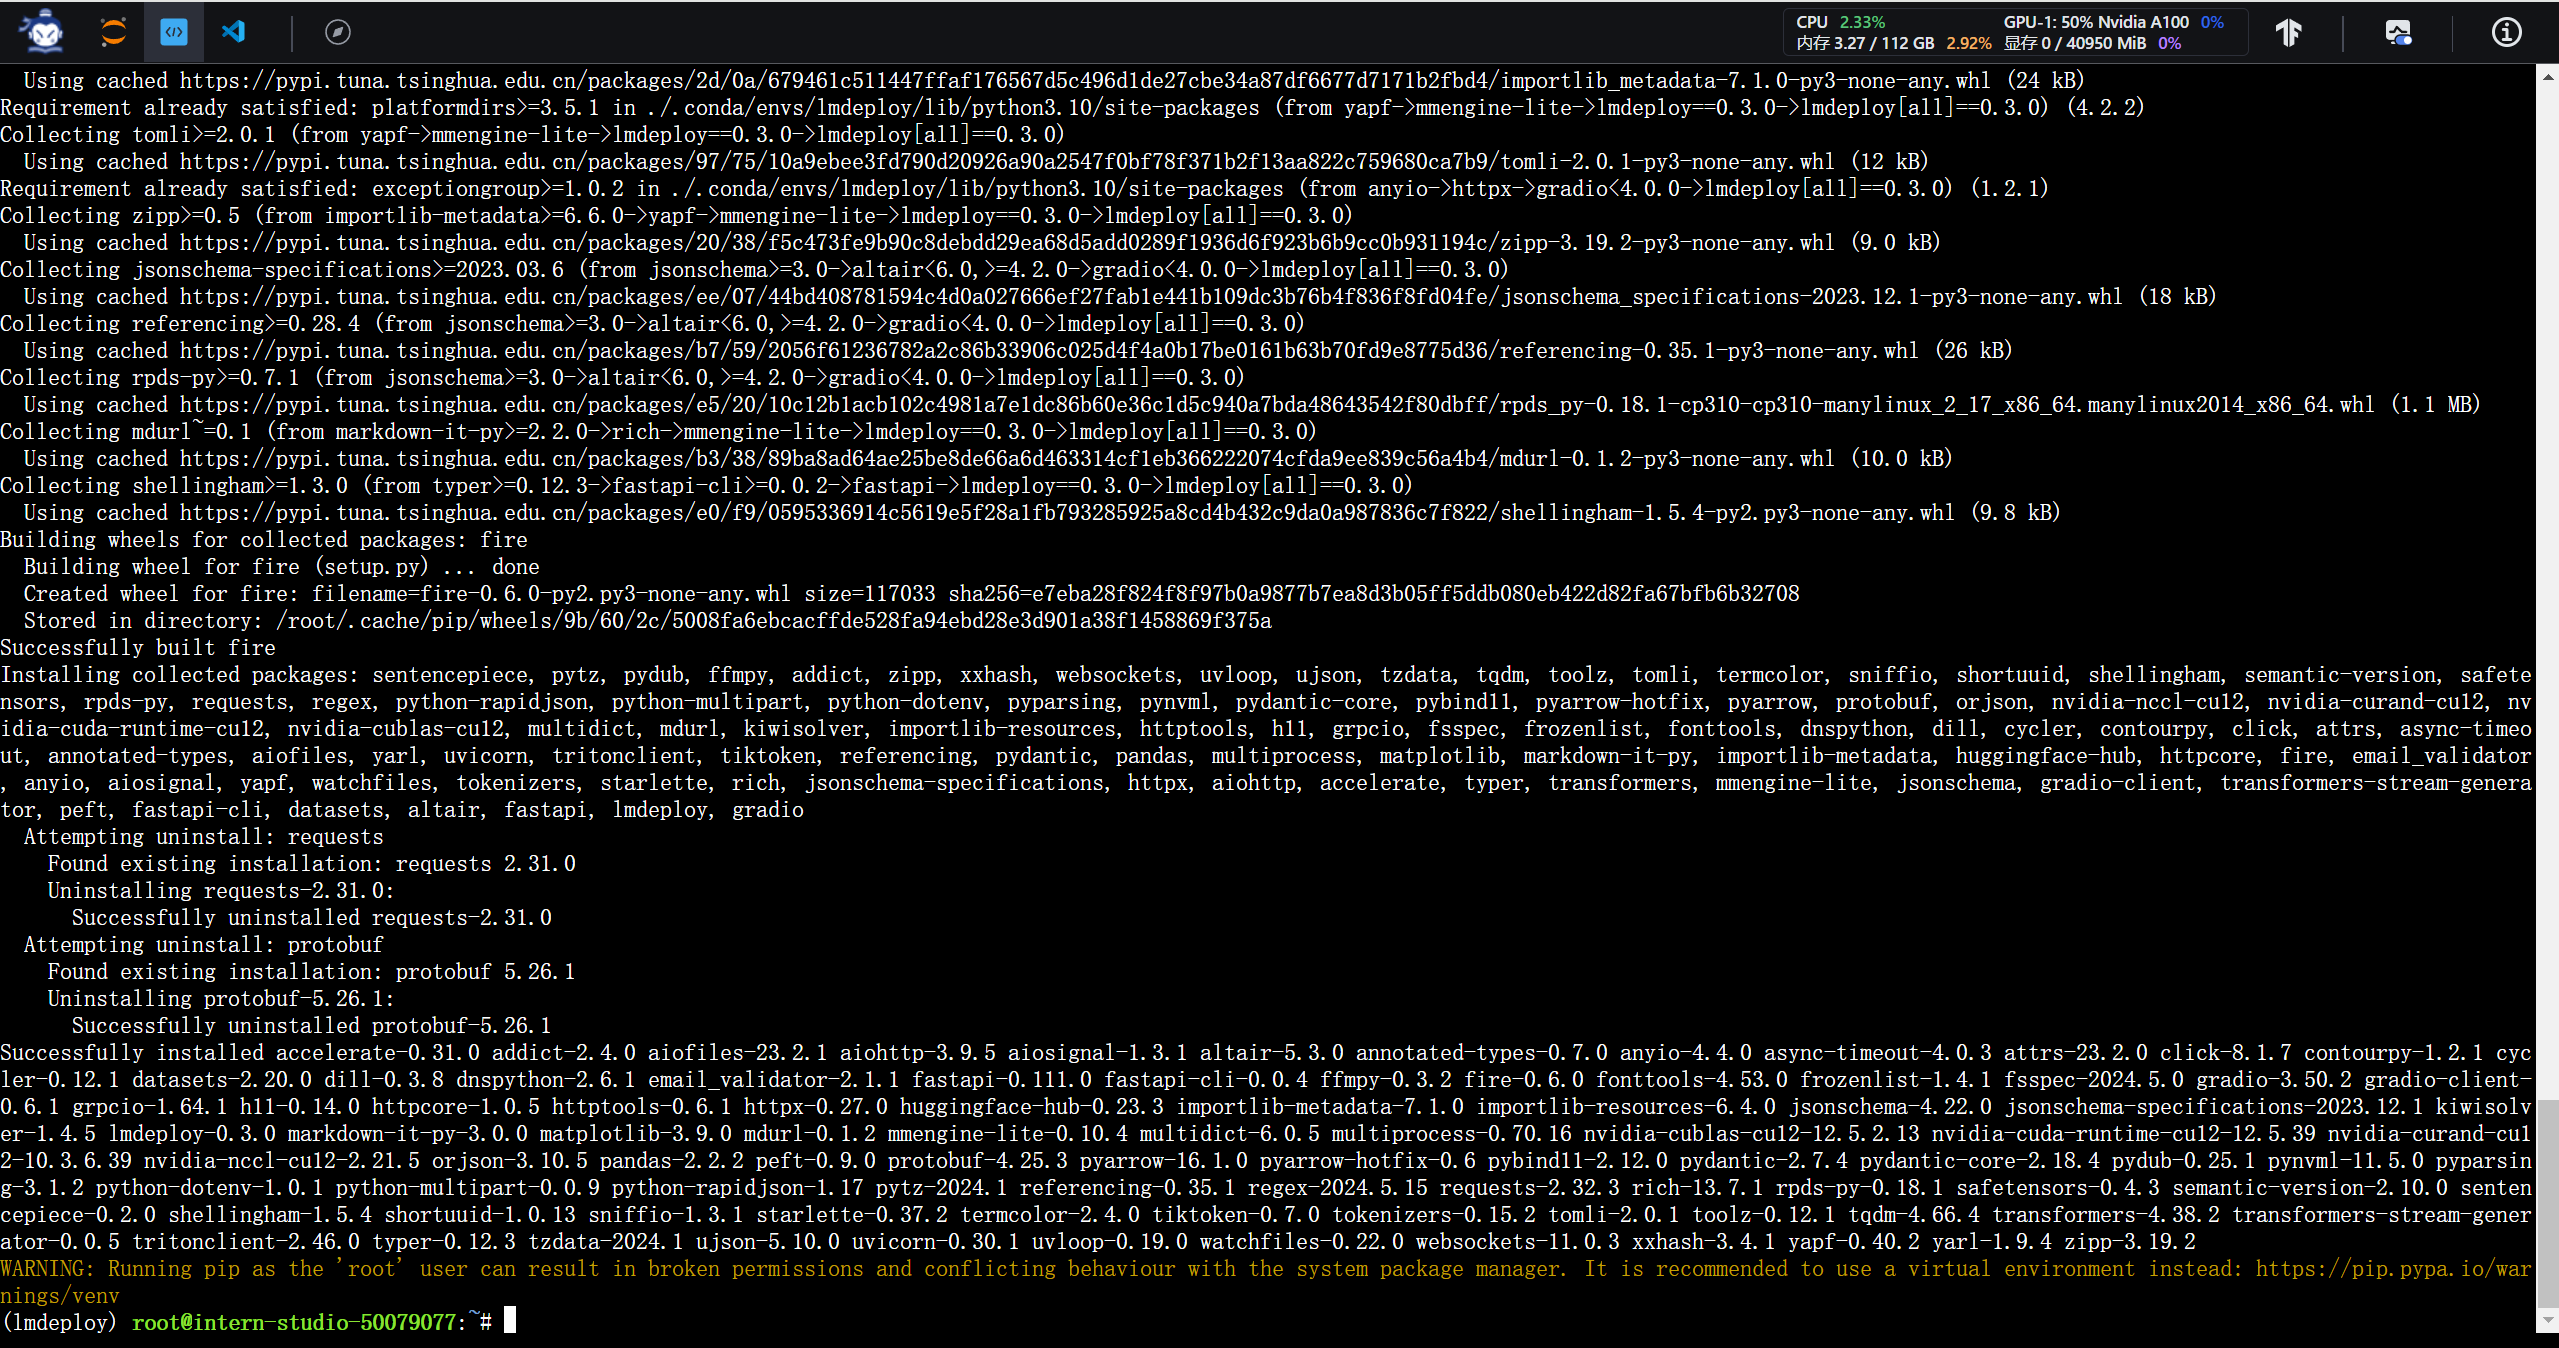 CPU 2.33% GPU-1: 50% Nvidia A100 0%
内存 3.27 / 112 GB 2.92% 显存 0 / 40950 MiB 0%
  Using cached https://pypi.tuna.tsinghua.edu.cn/packages/2d/0a/679461c511447ffaf176567d5c496d1de27cbe34a87df6677d7171b2fbd4/importlib_metadata-7.1.0-py3-none-any.whl (24 kB)
Requirement already satisfied: platformdirs>=3.5.1 in ./.conda/envs/lmdeploy/lib/python3.10/site-packages (from yapf->mmengine-lite->lmdeploy==0.3.0->lmdeploy[all]==0.3.0) (4.2.2)
Collecting tomli>=2.0.1 (from yapf->mmengine-lite->lmdeploy==0.3.0->lmdeploy[all]==0.3.0)
  Using cached https://pypi.tuna.tsinghua.edu.cn/packages/97/75/10a9ebee3fd790d20926a90a2547f0bf78f371b2f13aa822c759680ca7b9/tomli-2.0.1-py3-none-any.whl (12 kB)
Requirement already satisfied: exceptiongroup>=1.0.2 in ./.conda/envs/lmdeploy/lib/python3.10/site-packages (from anyio->httpx->gradio<4.0.0->lmdeploy[all]==0.3.0) (1.2.1)
Collecting zipp>=0.5 (from importlib-metadata>=6.6.0->yapf->mmengine-lite->lmdeploy==0.3.0->lmdeploy[all]==0.3.0)
  Using cached https://pypi.tuna.tsinghua.edu.cn/packages/20/38/f5c473fe9b90c8debdd29ea68d5add0289f1936d6f923b6b9cc0b931194c/zipp-3.19.2-py3-none-any.whl (9.0 kB)
Collecting jsonschema-specifications>=2023.03.6 (from jsonschema>=3.0->altair<6.0,>=4.2.0->gradio<4.0.0->lmdeploy[all]==0.3.0)
  Using cached https://pypi.tuna.tsinghua.edu.cn/packages/ee/07/44bd408781594c4d0a027666ef27fab1e441b109dc3b76b4f836f8fd04fe/jsonschema_specifications-2023.12.1-py3-none-any.whl (18 kB)
Collecting referencing>=0.28.4 (from jsonschema>=3.0->altair<6.0,>=4.2.0->gradio<4.0.0->lmdeploy[all]==0.3.0)
  Using cached https://pypi.tuna.tsinghua.edu.cn/packages/b7/59/2056f61236782a2c86b33906c025d4f4a0b17be0161b63b70fd9e8775d36/referencing-0.35.1-py3-none-any.whl (26 kB)
Collecting rpds-py>=0.7.1 (from jsonschema>=3.0->altair<6.0,>=4.2.0->gradio<4.0.0->lmdeploy[all]==0.3.0)
  Using cached https://pypi.tuna.tsinghua.edu.cn/packages/e5/20/10c12b1acb102c4981a7e1dc86b60e36c1d5c940a7bda48643542f80dbff/rpds_py-0.18.1-cp310-cp310-manylinux_2_17_x86_64.manylinux2014_x86_64.whl (1.1 MB)
Collecting mdurl~=0.1 (from markdown-it-py>=2.2.0->rich->mmengine-lite->lmdeploy==0.3.0->lmdeploy[all]==0.3.0)
  Using cached https://pypi.tuna.tsinghua.edu.cn/packages/b3/38/89ba8ad64ae25be8de66a6d463314cf1eb366222074cfda9ee839c56a4b4/mdurl-0.1.2-py3-none-any.whl (10.0 kB)
Collecting shellingham>=1.3.0 (from typer>=0.12.3->fastapi-cli>=0.0.2->fastapi->lmdeploy==0.3.0->lmdeploy[all]==0.3.0)
  Using cached https://pypi.tuna.tsinghua.edu.cn/packages/e0/f9/0595336914c5619e5f28a1fb793285925a8cd4b432c9da0a987836c7f822/shellingham-1.5.4-py2.py3-none-any.whl (9.8 kB)
Building wheels for collected packages: fire
  Building wheel for fire (setup.py) ... done
  Created wheel for fire: filename=fire-0.6.0-py2.py3-none-any.whl size=117033 sha256=e7eba28f824f8f97b0a9877b7ea8d3b05ff5ddb080eb422d82fa67bfb6b32708
  Stored in directory: /root/.cache/pip/wheels/9b/60/2c/5008fa6ebcacffde528fa94ebd28e3d901a38f1458869f375a
Successfully built fire
Installing collected packages: sentencepiece, pytz, pydub, ffmpy, addict, zipp, xxhash, websockets, uvloop, ujson, tzdata, tqdm, toolz, tomli, termcolor, sniffio, shortuuid, shellingham, semantic-version, safete
nsors, rpds-py, requests, regex, python-rapidjson, python-multipart, python-dotenv, pyparsing, pynvml, pydantic-core, pybind11, pyarrow-hotfix, pyarrow, protobuf, orjson, nvidia-nccl-cu12, nvidia-curand-cu12, nv
idia-cuda-runtime-cu12, nvidia-cublas-cu12, multidict, mdurl, kiwisolver, importlib-resources, httptools, h11, grpcio, fsspec, frozenlist, fonttools, dnspython, dill, cycler, contourpy, click, attrs, async-timeo
ut, annotated-types, aiofiles, yarl, uvicorn, tritonclient, tiktoken, referencing, pydantic, pandas, multiprocess, matplotlib, markdown-it-py, importlib-metadata, huggingface-hub, httpcore, fire, email_validator
, anyio, aiosignal, yapf, watchfiles, tokenizers, starlette, rich, jsonschema-specifications, httpx, aiohttp, accelerate, typer, transformers, mmengine-lite, jsonschema, gradio-client, transformers-stream-genera
tor, peft, fastapi-cli, datasets, altair, fastapi, lmdeploy, gradio
  Attempting uninstall: requests
    Found existing installation: requests 2.31.0
    Uninstalling requests-2.31.0:
      Successfully uninstalled requests-2.31.0
  Attempting uninstall: protobuf
    Found existing installation: protobuf 5.26.1
    Uninstalling protobuf-5.26.1:
      Successfully uninstalled protobuf-5.26.1
Successfully installed accelerate-0.31.0 addict-2.4.0 aiofiles-23.2.1 aiohttp-3.9.5 aiosignal-1.3.1 altair-5.3.0 annotated-types-0.7.0 anyio-4.4.0 async-timeout-4.0.3 attrs-23.2.0 click-8.1.7 contourpy-1.2.1 cyc
ler-0.12.1 datasets-2.20.0 dill-0.3.8 dnspython-2.6.1 email_validator-2.1.1 fastapi-0.111.0 fastapi-cli-0.0.4 ffmpy-0.3.2 fire-0.6.0 fonttools-4.53.0 frozenlist-1.4.1 fsspec-2024.5.0 gradio-3.50.2 gradio-client-
0.6.1 grpcio-1.64.1 h11-0.14.0 httpcore-1.0.5 httptools-0.6.1 httpx-0.27.0 huggingface-hub-0.23.3 importlib-metadata-7.1.0 importlib-resources-6.4.0 jsonschema-4.22.0 jsonschema-specifications-2023.12.1 kiwisolv
er-1.4.5 lmdeploy-0.3.0 markdown-it-py-3.0.0 matplotlib-3.9.0 mdurl-0.1.2 mmengine-lite-0.10.4 multidict-6.0.5 multiprocess-0.70.16 nvidia-cublas-cu12-12.5.2.13 nvidia-cuda-runtime-cu12-12.5.39 nvidia-curand-cu1
2-10.3.6.39 nvidia-nccl-cu12-2.21.5 orjson-3.10.5 pandas-2.2.2 peft-0.9.0 protobuf-4.25.3 pyarrow-16.1.0 pyarrow-hotfix-0.6 pybind11-2.12.0 pydantic-2.7.4 pydantic-core-2.18.4 pydub-0.25.1 pynvml-11.5.0 pyparsin
g-3.1.2 python-dotenv-1.0.1 python-multipart-0.0.9 python-rapidjson-1.17 pytz-2024.1 referencing-0.35.1 regex-2024.5.15 requests-2.32.3 rich-13.7.1 rpds-py-0.18.1 safetensors-0.4.3 semantic-version-2.10.0 senten
cepiece-0.2.0 shellingham-1.5.4 shortuuid-1.0.13 sniffio-1.3.1 starlette-0.37.2 termcolor-2.4.0 tiktoken-0.7.0 tokenizers-0.15.2 tomli-2.0.1 toolz-0.12.1 tqdm-4.66.4 transformers-4.38.2 transformers-stream-gener
ator-0.0.5 tritonclient-2.46.0 typer-0.12.3 tzdata-2024.1 ujson-5.10.0 uvicorn-0.30.1 uvloop-0.19.0 watchfiles-0.22.0 websockets-11.0.3 xxhash-3.4.1 yapf-0.40.2 yarl-1.9.4 zipp-3.19.2
WARNING: Running pip as the 'root' user can result in broken permissions and conflicting behaviour with the system package manager. It is recommended to use a virtual environment instead: https://pip.pypa.io/war
nings/venv
(lmdeploy) root@intern-studio-50079077:~#